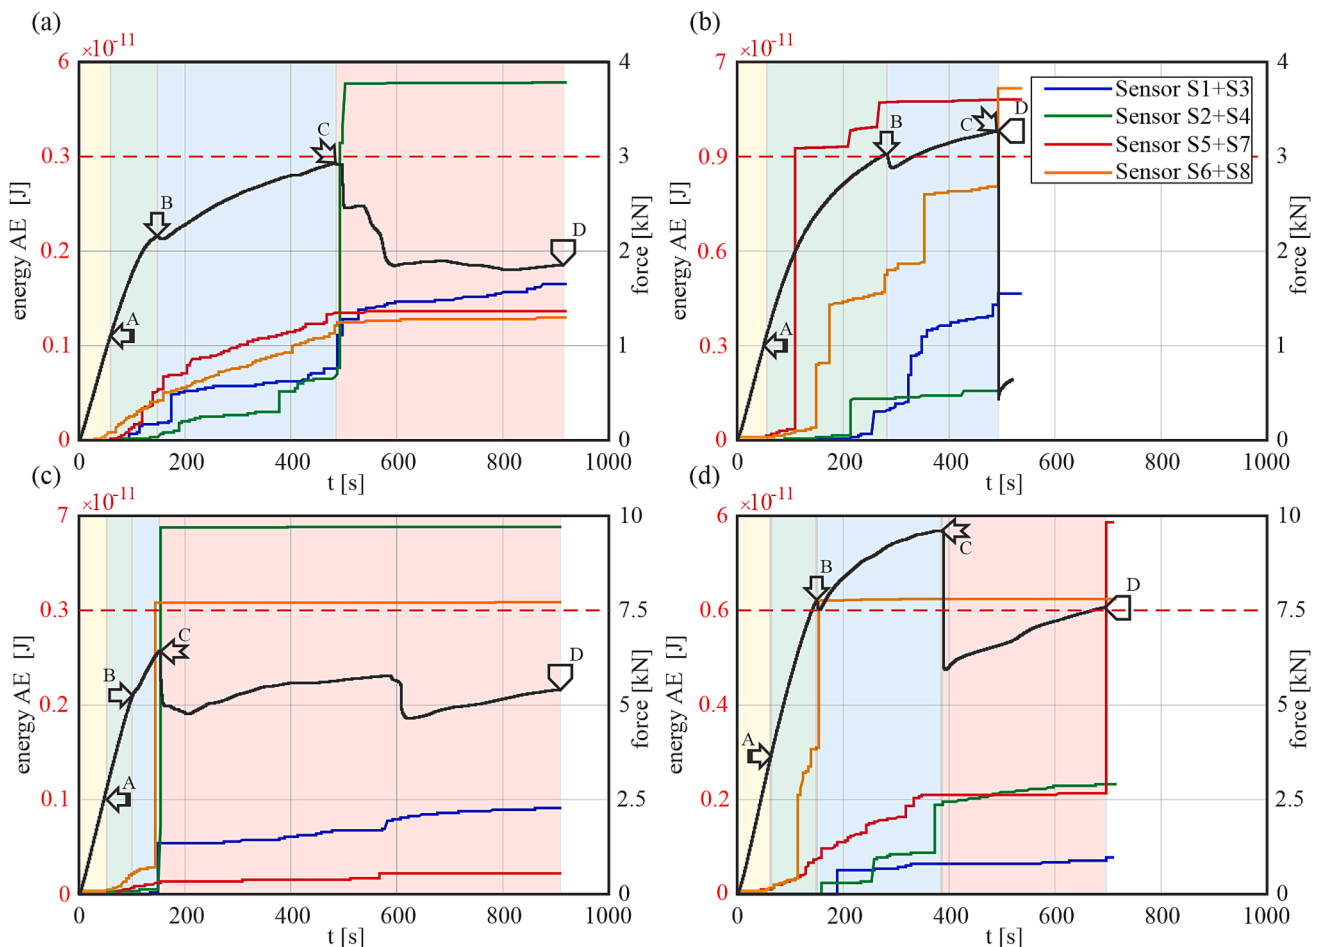 (a)
×10⁻¹¹
6
0.3
0.2
0.1
0
energy AE [J]
4
3
2
1
0
force [kN]
A
B
C
D
0 200 400 600 800 1000
t [s]
(b)
×10⁻¹¹
7
0.9
0.6
0.3
0
energy AE [J]
4
3
2
1
0
force [kN]
A
B
C
D
Sensor S1+S3
Sensor S2+S4
Sensor S5+S7
Sensor S6+S8
0 200 400 600 800 1000
t [s]
(c)
×10⁻¹¹
7
0.3
0.2
0.1
0
energy AE [J]
10
7.5
5
2.5
0
force [kN]
A
B
C
D
0 200 400 600 800 1000
t [s]
(d)
×10⁻¹¹
6
0.6
0.4
0.2
0
energy AE [J]
10
7.5
5
2.5
0
force [kN]
A
B
C
D
0 200 400 600 800 1000
t [s]